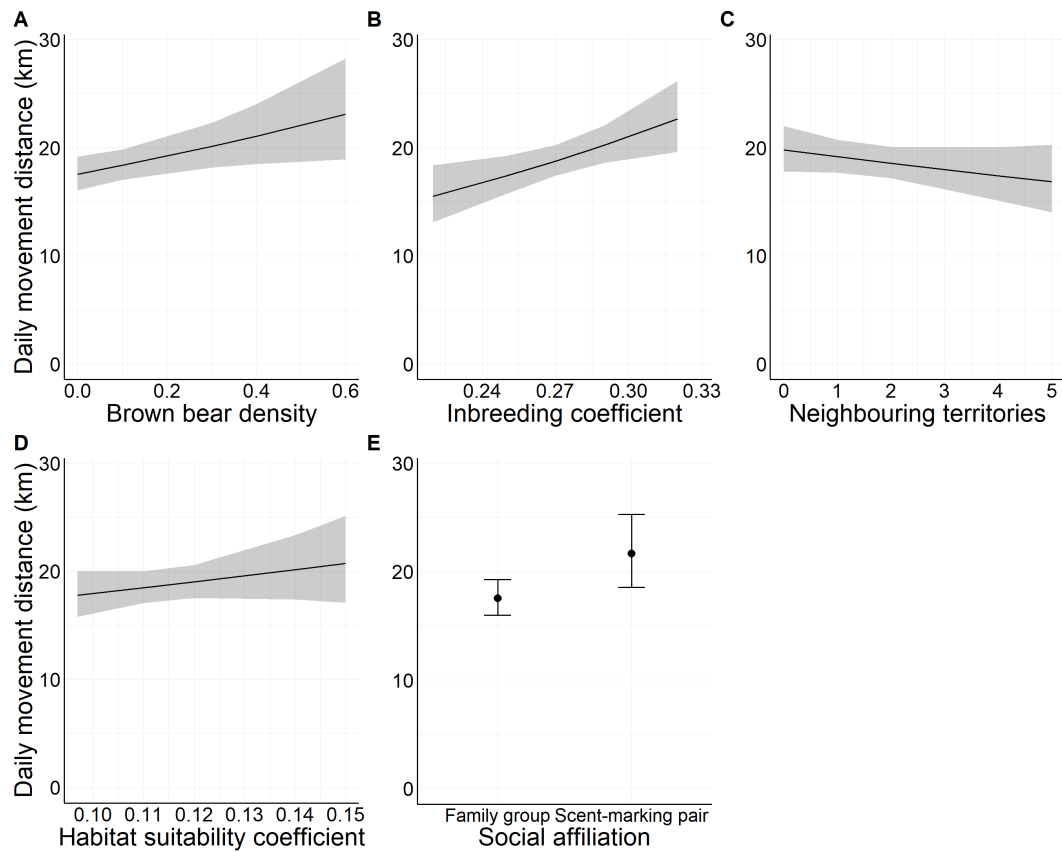 A
B
C
Daily movement distance (km)
30
20
10
0
0.0 0.2 0.4 0.6
Brown bear density
30
20
10
0
0.24 0.27 0.30 0.33
Inbreeding coefficient
30
20
10
0
0 1 2 3 4 5
Neighbouring territories
D
E
Daily movement distance (km)
30
20
10
0
0.10 0.11 0.12 0.13 0.14 0.15
Habitat suitability coefficient
30
20
10
0
Family group Scent-marking pair
Social affiliation